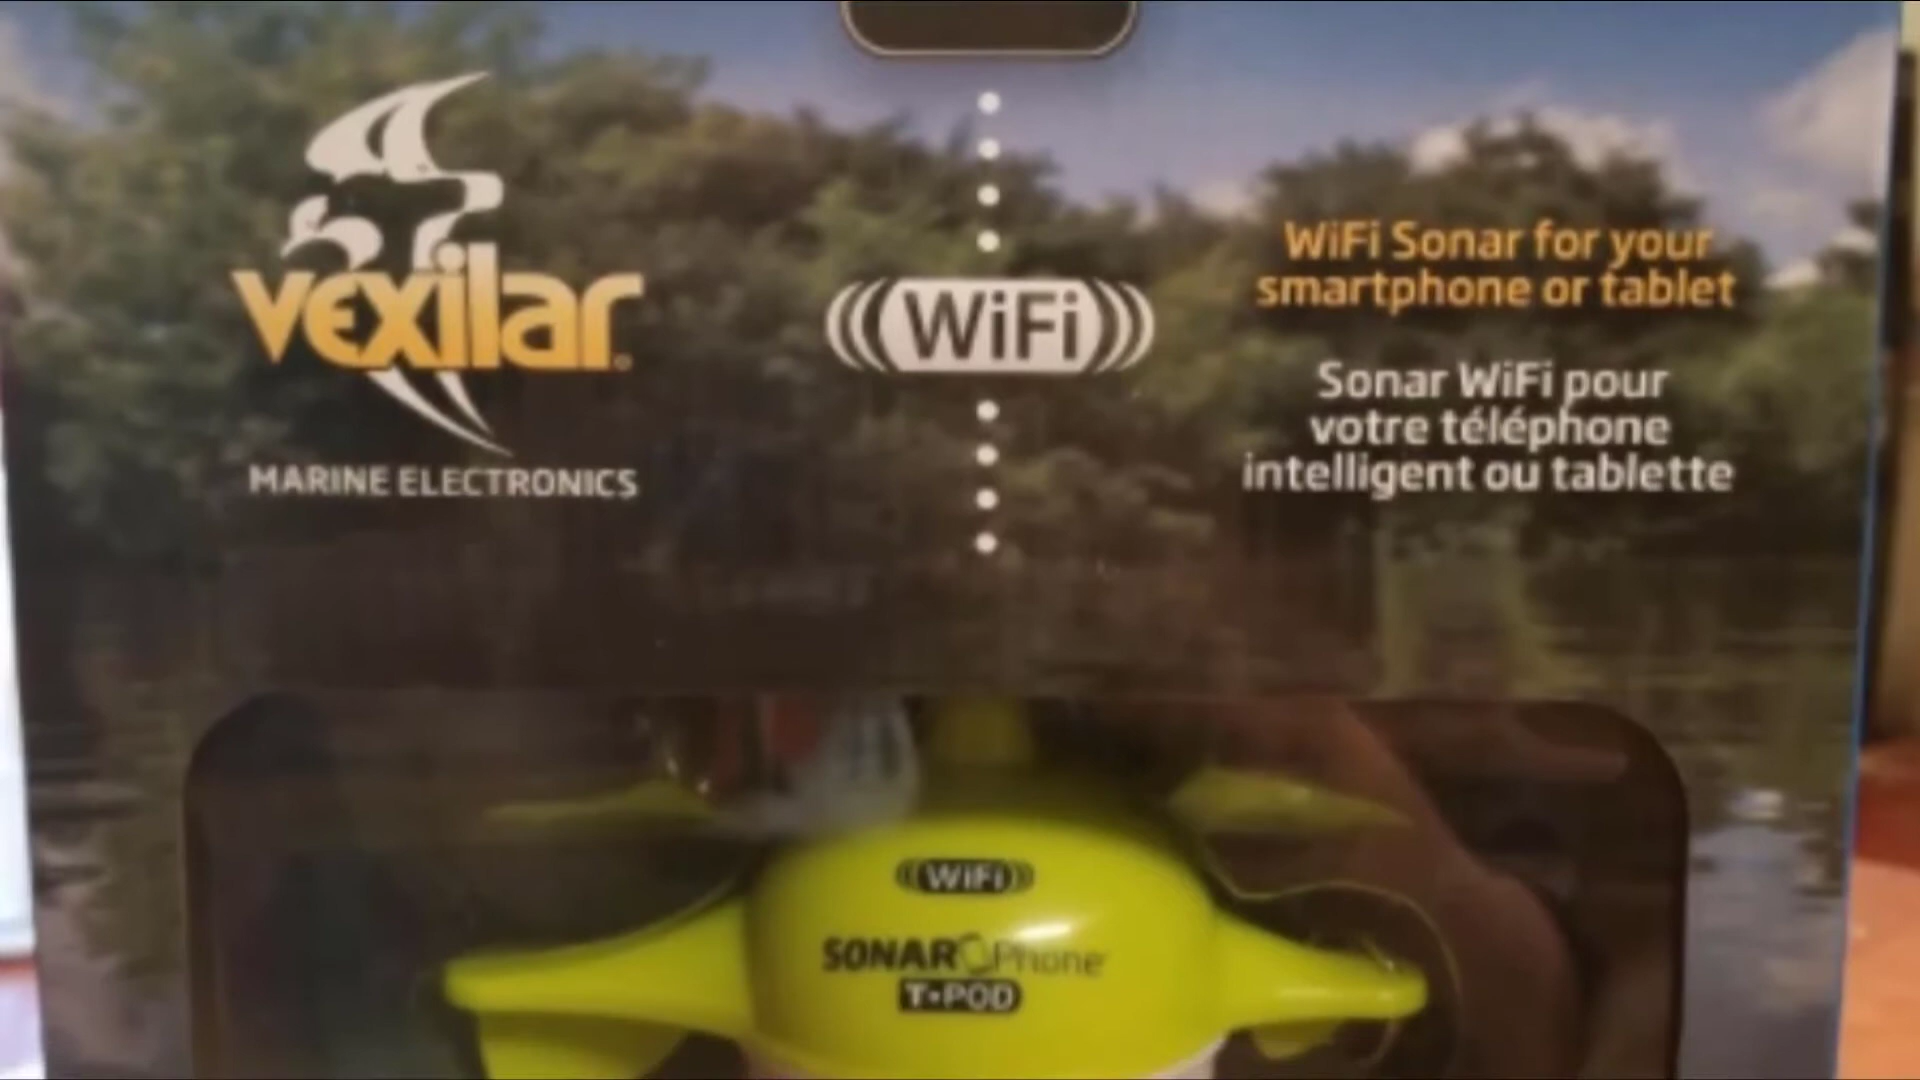 vexilar
MARINE ELECTRONICS
WiFi
WiFi Sonar for your
smartphone or tablet
Sonar WiFi pour
votre téléphone
intelligent ou tablette
WiFi
SONAR Phone
T•POD